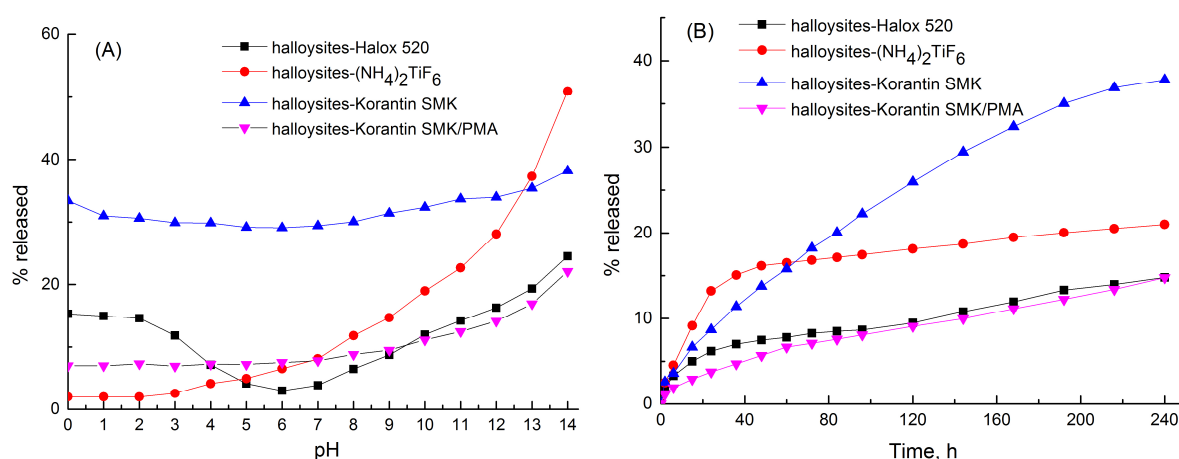 (A)
halloysites-Halox 520
halloysites-(NH4)2TiF6
halloysites-Korantin SMK
halloysites-Korantin SMK/PMA
% released
60
40
20
0
0 1 2 3 4 5 6 7 8 9 10 11 12 13 14
pH
(B)
halloysites-Halox 520
halloysites-(NH4)2TiF6
halloysites-Korantin SMK
halloysites-Korantin SMK/PMA
% released
40
30
20
10
0
0 40 80 120 160 200 240
Time, h